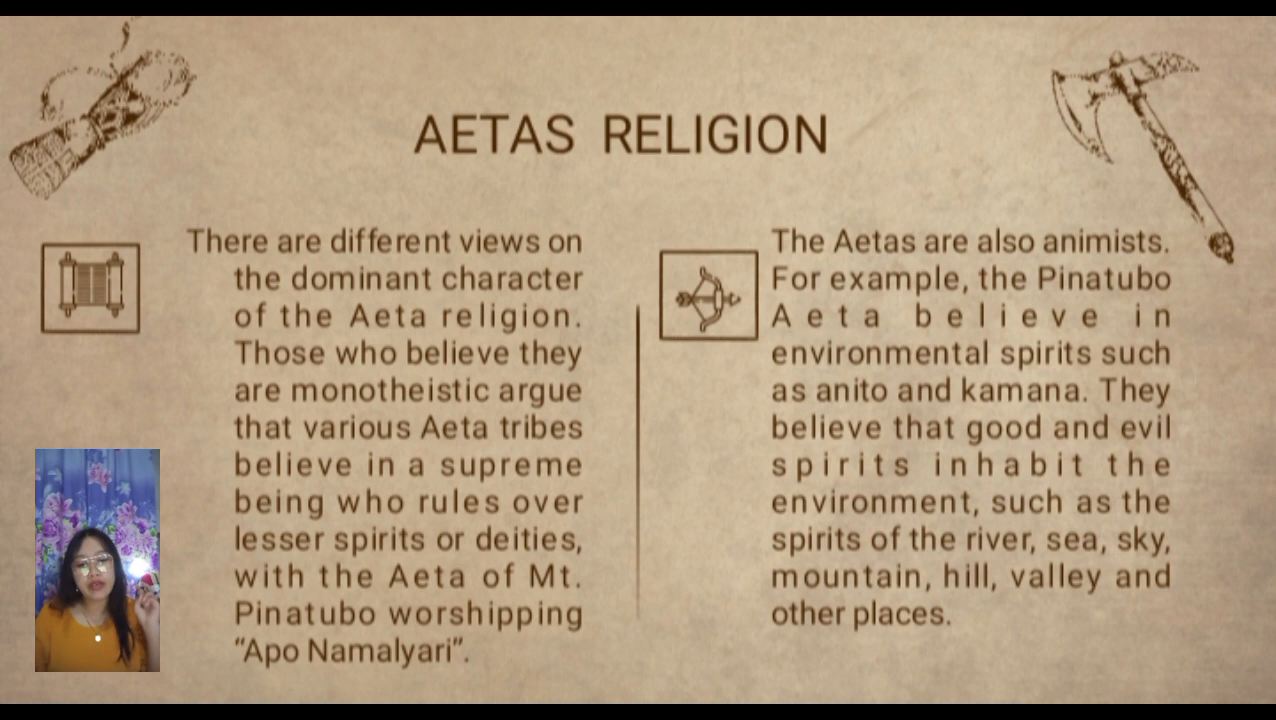 AETAS RELIGION
There are different views on
the dominant character
of the Aeta religion.
Those who believe they
are monotheistic argue
that various Aeta tribes
believe in a supreme
being who rules over
lesser spirits or deities,
with the Aeta of Mt.
Pinatubo worshipping
“Apo Namalyari”.
The Aetas are also animists.
For example, the Pinatubo
Aeta believe in
environmental spirits such
as anito and kamana. They
believe that good and evil
spirits inhabit the
environment, such as the
spirits of the river, sea, sky,
mountain, hill, valley and
other places.